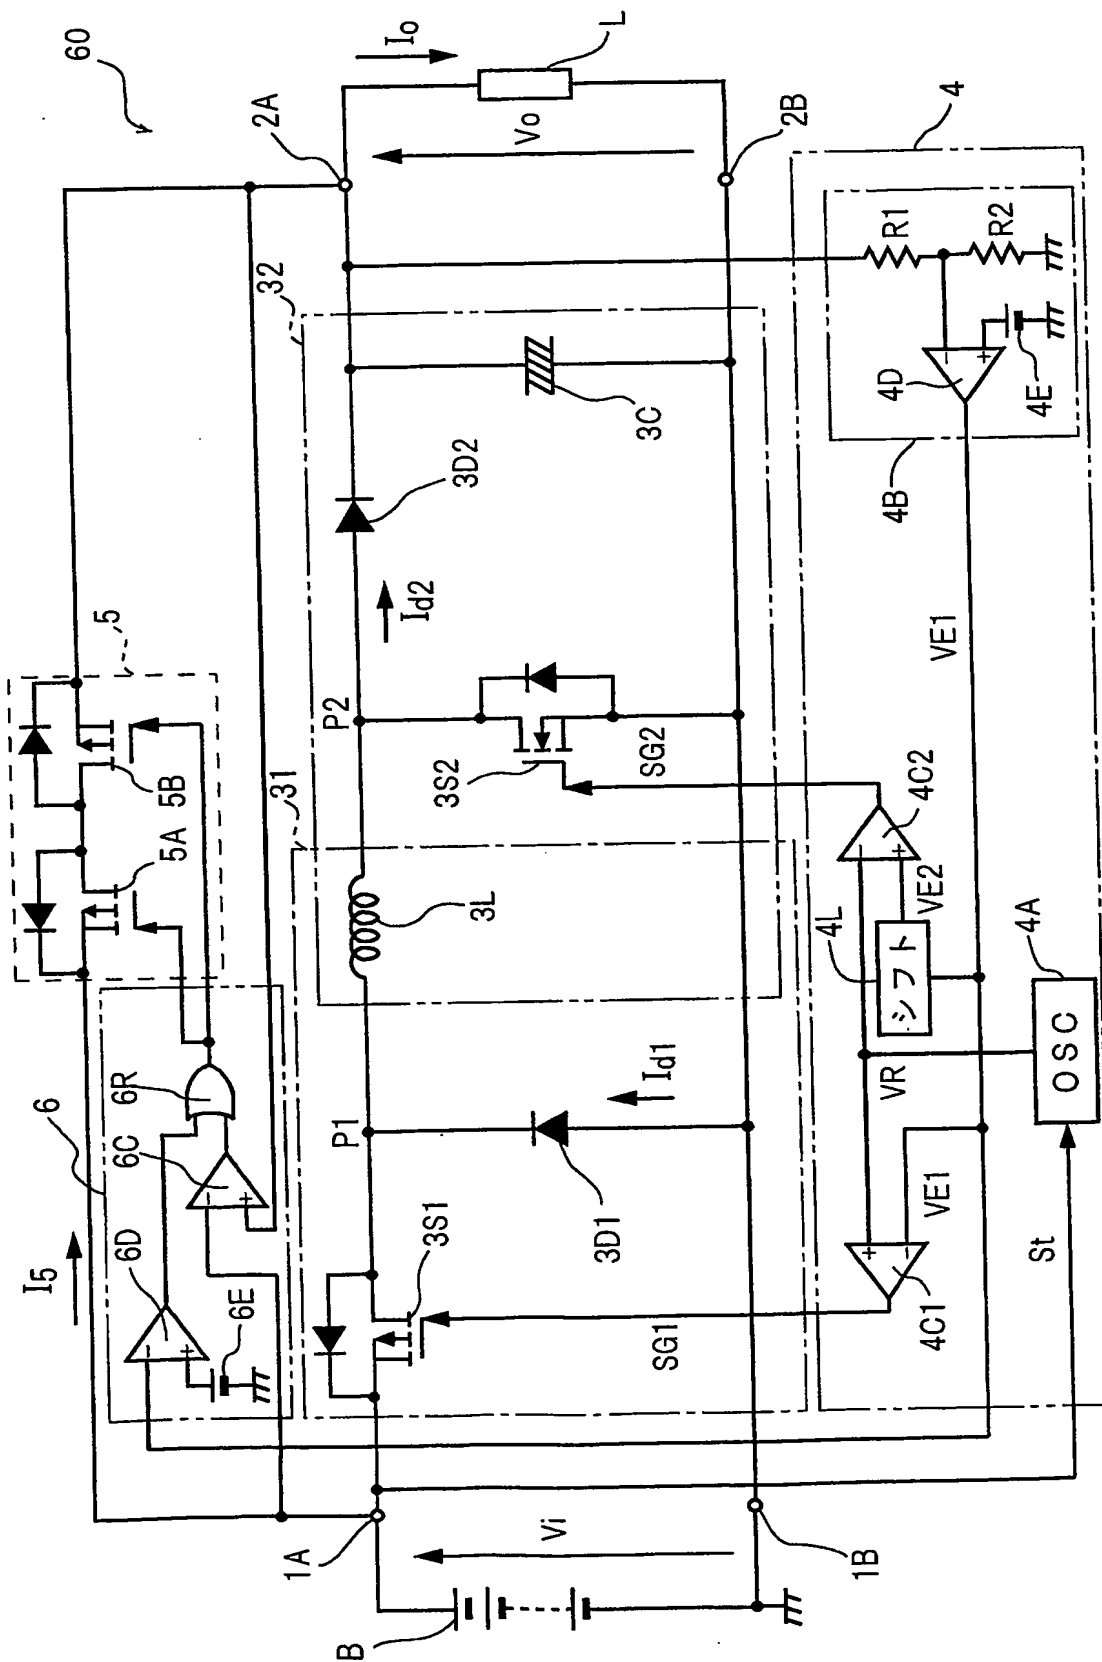 60
I5
6
6D
6E
6C
6R
5
5A
5B
2A
Io
L
Vo
2B
1A
Vi
B
1B
31
32
P1
P2
3S1
3D1
Id1
3L
3S2
Id2
3D2
3C
SG1
SG2
4
4C1
VE1
VR
4L
シフト
VE2
4C2
St
4A
OSC
VE1
4B
4D
4E
R1
R2